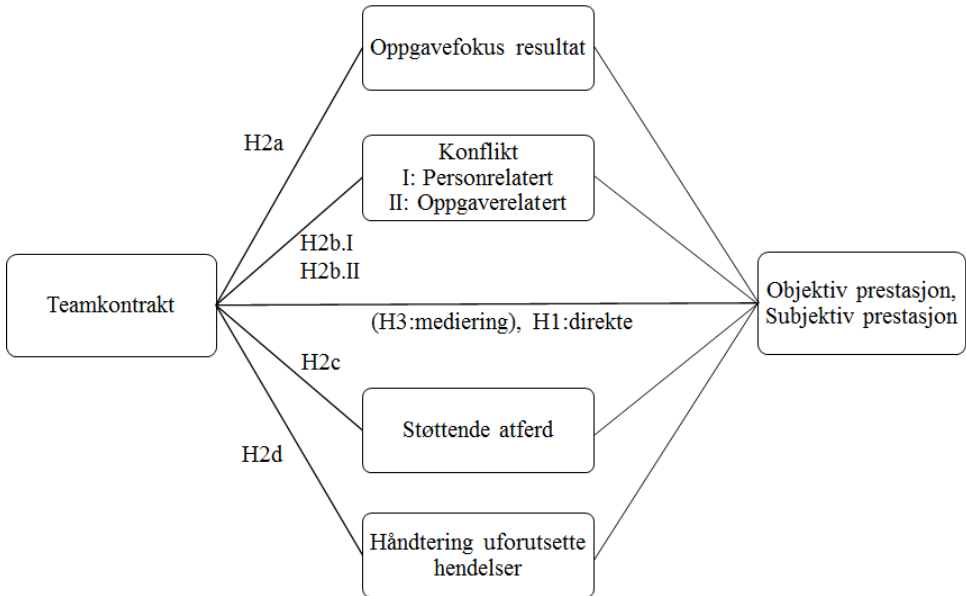 Oppgavefokus resultat
H2a
Konflikt
I: Personrelatert
II: Oppgaverelatert
H2b.I
H2b.II
Teamkontrakt
Objektiv prestasjon,
Subjektiv prestasjon
(H3:mediering), H1:direkte
H2c
Støttende atferd
H2d
Håndtering uforutsette
hendelser